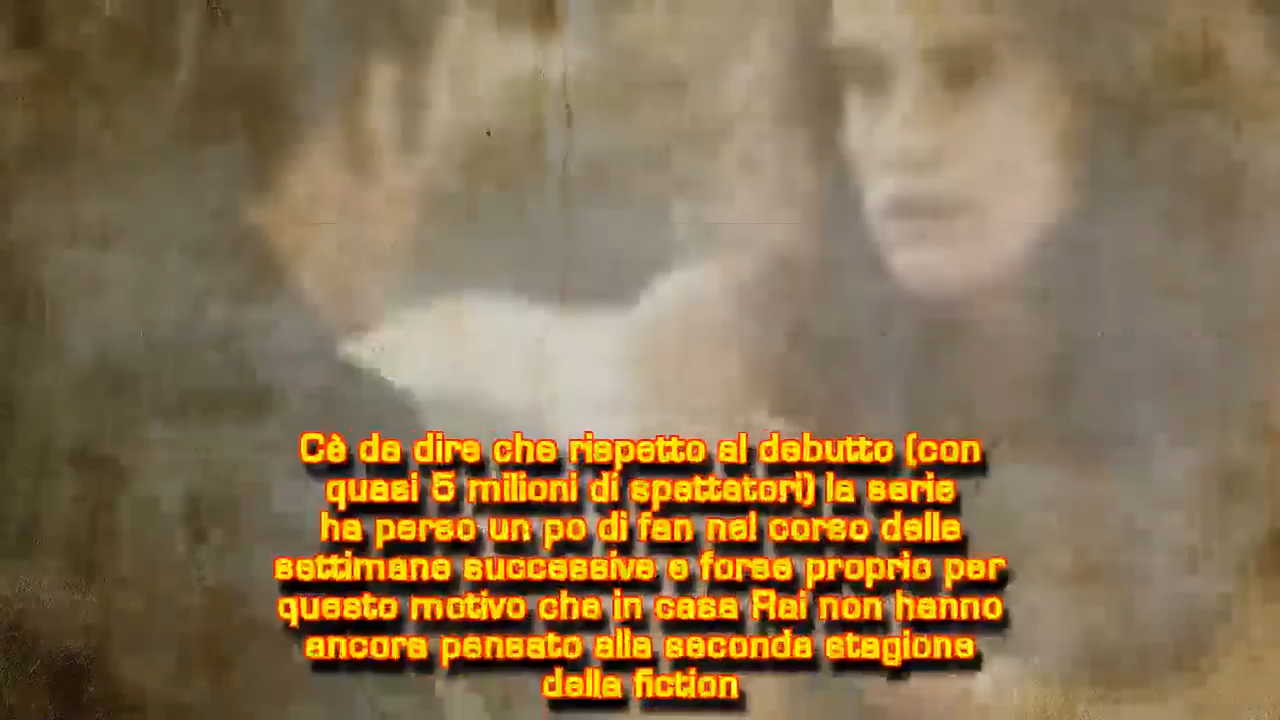 Cè da dire che rispetto al debutto (con
quasi 5 milioni di spettatori) la serie
ha perso un po di fan nel corso delle
settimane successive e forse proprio per
questo motivo che in casa Rai non hanno
ancora pensato alla seconda stagione
della fiction